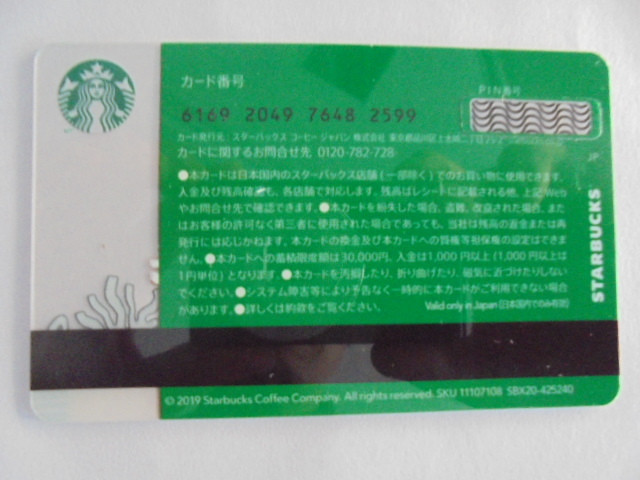 カード番号
PIN番号
6169 2049 7648 2599
カード発行元：スターバックス コーヒー ジャパン 株式会社 東京都品川区上大崎
カードに関するお問合せ先 0120-782-728
JP
●本カードは日本国内のスターバックス店舗(一部除く)でのお買い物に使用できます。
入金及び残高確認も、各店舗で対応します。残高はレシートに記載される他、上記Web
やお問合せ先で確認できます。●本カードを紛失した場合、盗難、改竄された場合、また
はお客様の許可なく第三者に使用された場合であっても、当社は残高の返金または再
発行には応じかねます。本カードの換金及び本カードへの質権等担保権の設定はできま
せん。●本カードへの蓄積限度額は30,000円、入金は1,000円以上(1,000円以上は
1円単位)となります。●本カードを汚損したり、折り曲げたり、磁気に近づけたりしない
でください。●システム障害等により予告なく一時的に本カードがご利用できない場合
があります。●詳しくは約款をご覧ください。
Valid only in Japan (日本国内でのみ有効)
STARBUCKS
© 2019 Starbucks Coffee Company. All rights reserved. SKU 11107108 SBX20-425240